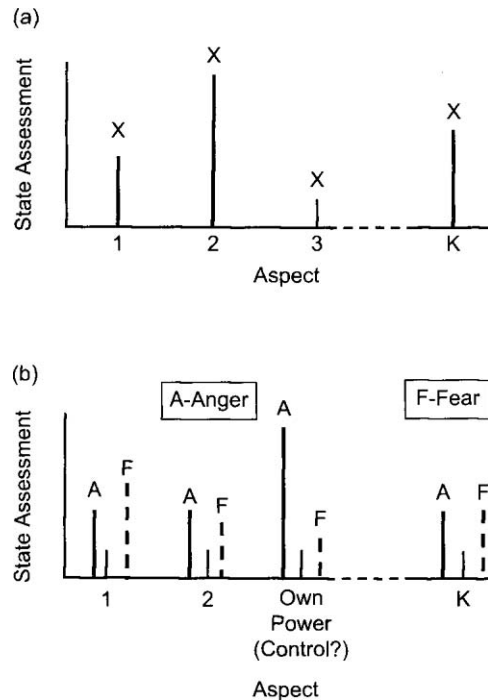 (a)
State Assessment
X X X X
1 2 3 K
Aspect
(b)
A-Anger F-Fear
State Assessment
A F A F A F A F
1 2 Own K
Power
(Control?)
Aspect